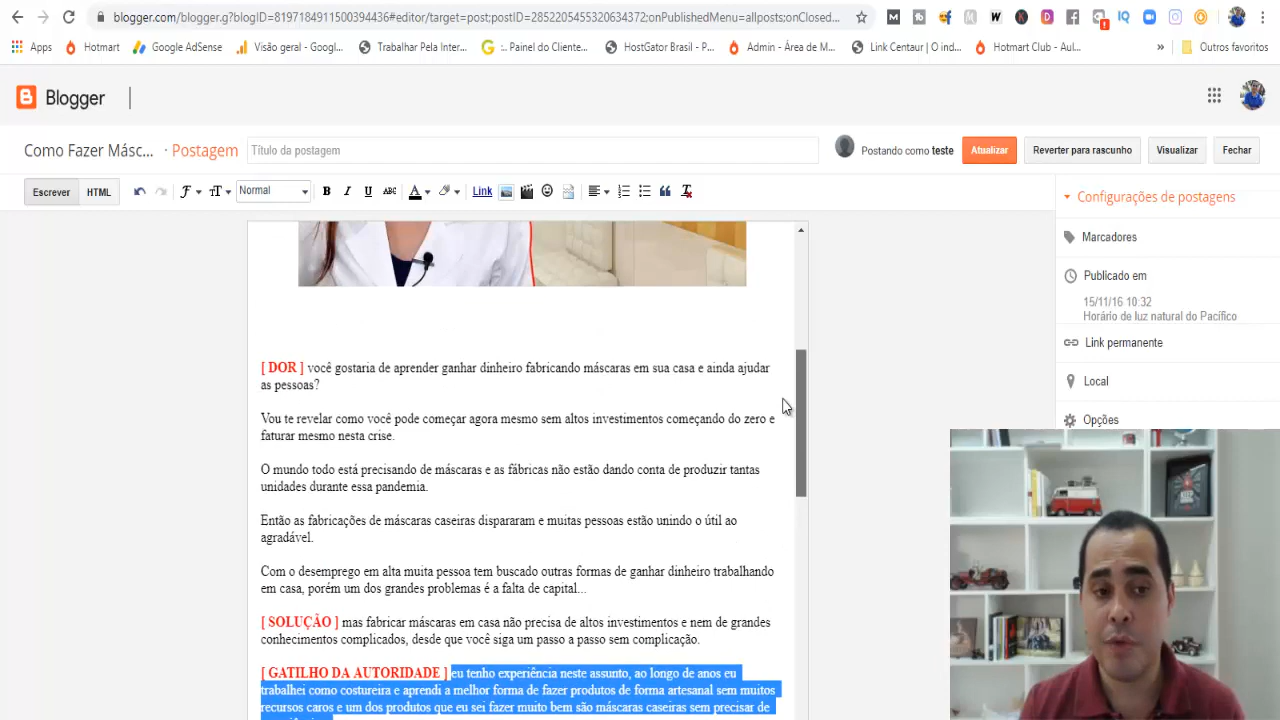 blogger.com/blogger.g?blogID=8197184911500394436#editor/target=post;postID=2852205455320634372;onPublishedMenu=allposts;onClosed...
Apps
Hotmart
Google AdSense
Visão geral - Googl...
Trabalhar Pela Inter...
:. Painel do Cliente...
HostGator Brasil - P...
Admin - Área de M...
Link Centaur | O ind...
Hotmart Club - Aul...
»
Outros favoritos
Blogger
Como Fazer Másc...
· Postagem
Título da postagem
Postando como teste
Atualizar
Reverter para rascunho
Visualizar
Fechar
Escrever
HTML
Normal
B
I
U
ABC
A
Link
Configurações de postagens
Marcadores
Publicado em
15/11/16 10:32
Horário de luz natural do Pacífico
Link permanente
Local
Opções
[ DOR ] você gostaria de aprender ganhar dinheiro fabricando máscaras em sua casa e ainda ajudar
as pessoas?
Vou te revelar como você pode começar agora mesmo sem altos investimentos começando do zero e
faturar mesmo nesta crise.
O mundo todo está precisando de máscaras e as fábricas não estão dando conta de produzir tantas
unidades durante essa pandemia.
Então as fabricações de máscaras caseiras dispararam e muitas pessoas estão unindo o útil ao
agradável.
Com o desemprego em alta muita pessoa tem buscado outras formas de ganhar dinheiro trabalhando
em casa, porém um dos grandes problemas é a falta de capital...
[ SOLUÇÃO ] mas fabricar máscaras em casa não precisa de altos investimentos e nem de grandes
conhecimentos complicados, desde que você siga um passo a passo sem complicação.
[ GATILHO DA AUTORIDADE ] eu tenho experiência neste assunto, ao longo de anos eu
trabalhei como costureira e aprendi a melhor forma de fazer produtos de forma artesanal sem muitos
recursos caros e um dos produtos que eu sei fazer muito bem são máscaras caseiras sem precisar de